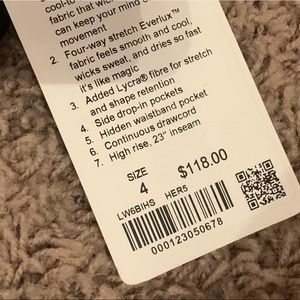 cool-to
fabric that wic
can keep your mind o
movement
2. Four-way stretch Everlux™
fabric feels smooth and cool,
wicks sweat, and dries so fast
it's like magic
3. Added Lycra® fibre for stretch
and shape retention
4. Side drop-in pockets
5. Hidden waistband pocket
6. Continuous drawcord
7. High rise, 23" inseam
SIZE
4 $118.00
LW6BIHS HER5
000123050678